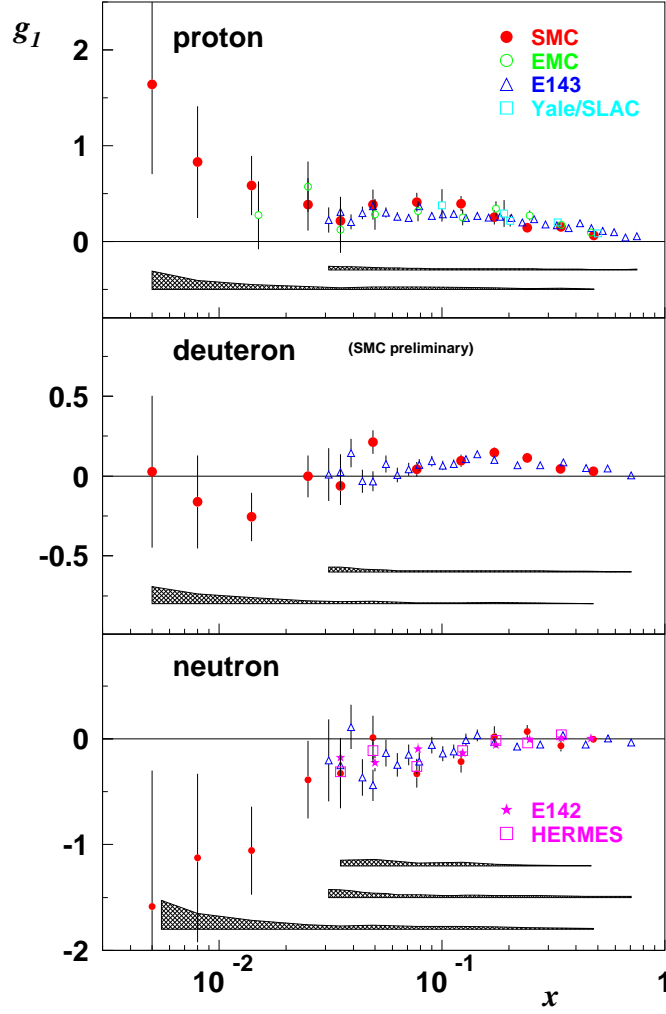 g1
2
1
0
proton
SMC
EMC
E143
Yale/SLAC
0.5
0
-0.5
deuteron
(SMC preliminary)
0
-1
-2
neutron
E142
HERMES
10-2
10-1
1
x